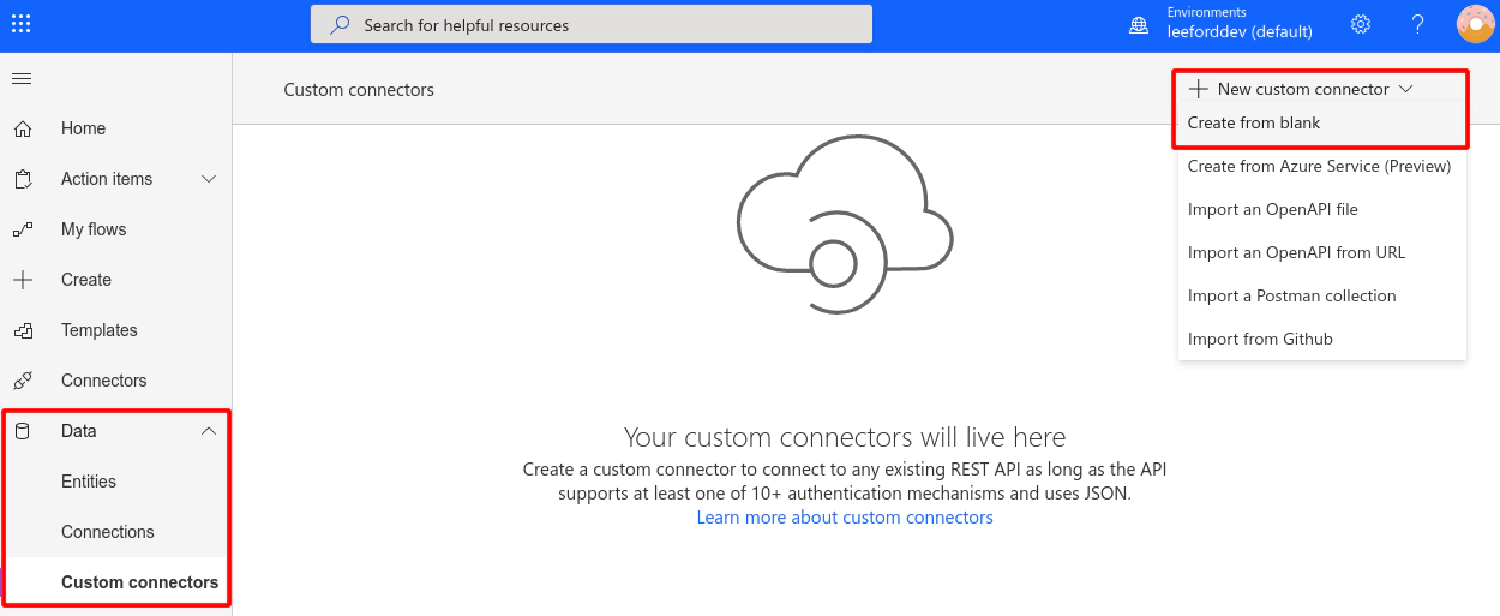 Search for helpful resources
Environments
leeforddev (default)
Custom connectors
New custom connector
Create from blank
Create from Azure Service (Preview)
Import an OpenAPI file
Import an OpenAPI from URL
Import a Postman collection
Import from Github
Home
Action items
My flows
Create
Templates
Connectors
Data
Entities
Connections
Custom connectors
Your custom connectors will live here
Create a custom connector to connect to any existing REST API as long as the API
supports at least one of 10+ authentication mechanisms and uses JSON.
Learn more about custom connectors